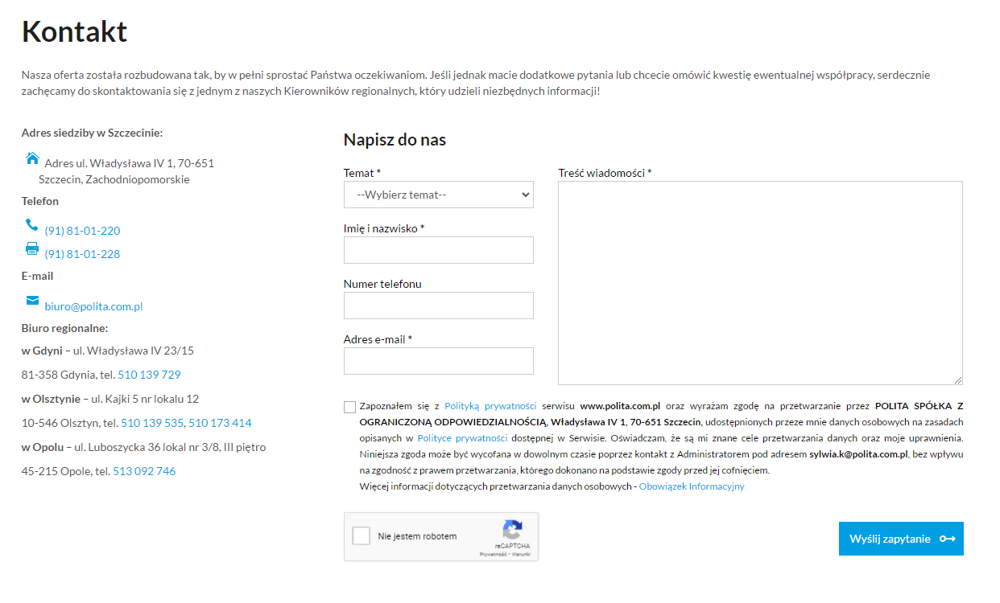 Kontakt
Nasza oferta została rozbudowana tak, by w pełni sprostać Państwa oczekiwaniom. Jeśli jednak macie dodatkowe pytania lub chcecie omówić kwestię ewentualnej współpracy, serdecznie
zachęcamy do skontaktowania się z jednym z naszych Kierowników regionalnych, który udzieli niezbędnych informacji!
Adres siedziby w Szczecinie:
Adres ul. Władysława IV 1, 70-651
Szczecin, Zachodniopomorskie
Telefon
(91) 81-01-220
(91) 81-01-228
E-mail
biuro@polita.com.pl
Biuro regionalne:
w Gdyni – ul. Władysława IV 23/15
81-358 Gdynia, tel. 510 139 729
w Olsztynie – ul. Kajki 5 nr lokalu 12
10-546 Olsztyn, tel. 510 139 535, 510 173 414
w Opolu – ul. Luboszycka 36 lokal nr 3/8, III piętro
45-215 Opole, tel. 513 092 746
Napisz do nas
Temat *
--Wybierz temat--
Imię i nazwisko *
Numer telefonu
Adres e-mail *
Treść wiadomości *
Zapoznałem się z Polityką prywatności serwisu www.polita.com.pl oraz wyrażam zgodę na przetwarzanie przez POLITA SPÓŁKA Z
OGRANICZONĄ ODPOWIEDZIALNOŚCIĄ, Władysława IV 1, 70-651 Szczecin, udostępnionych przeze mnie danych osobowych na zasadach
opisanych w Polityce prywatności dostępnej w Serwisie. Oświadczam, że są mi znane cele przetwarzania danych oraz moje uprawnienia.
Niniejsza zgoda może być wycofana w dowolnym czasie poprzez kontakt z Administratorem pod adresem sylwia.k@polita.com.pl, bez wpływu
na zgodność z prawem przetwarzania, którego dokonano na podstawie zgody przed jej cofnięciem.
Więcej informacji dotyczących przetwarzania danych osobowych - Obowiązek Informacyjny
Nie jestem robotem
reCAPTCHA
Prywatność - Warunki
Wyślij zapytanie